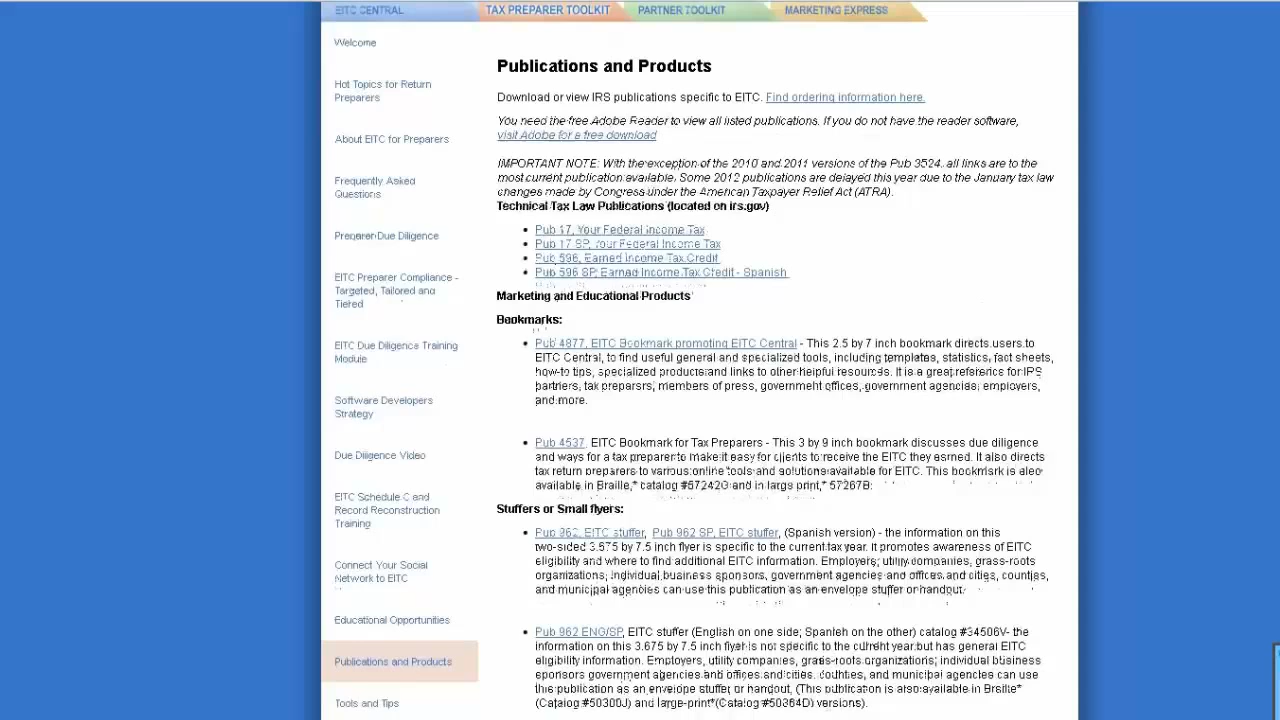 EITC CENTRAL
TAX PREPARER TOOLKIT
PARTNER TOOLKIT
MARKETING EXPRESS
Welcome
Hot Topics for Return
Preparers
About EITC for Preparers
Frequently Asked
Questions
Preparer Due Diligence
EITC Preparer Compliance -
Targeted, Tailored and
Tiered
EITC Due Diligence Training
Module
Software Developers
Strategy
Due Diligence Video
EITC Schedule C and
Record Reconstruction
Training
Connect Your Social
Network to EITC
Educational Opportunities
Publications and Products
Tools and Tips
Publications and Products
Download or view IRS publications specific to EITC. Find ordering information here.
You need the free Adobe Reader to view all listed publications. If you do not have the reader software,
visit Adobe for a free download
IMPORTANT NOTE: With the exception of the 2010 and 2011 versions of the Pub 3524, all links are to the
most current publication available. Some 2012 publications are delayed this year due to the January tax law
changes made by Congress under the American Taxpayer Relief Act (ATRA).
Technical Tax Law Publications (located on irs.gov)
Pub 17, Your Federal Income Tax
Pub 17 SP, Your Federal Income Tax
Pub 596, Earned Income Tax Credit
Pub 596 SP, Earned Income Tax Credit - Spanish
Marketing and Educational Products
Bookmarks:
Pub 4877, EITC Bookmark promoting EITC Central - This 2.5 by 7 inch bookmark directs users to
EITC Central, to find useful general and specialized tools, including templates, statistics, fact sheets,
how-to tips, specialized products and links to other helpful resources. It is a great reference for IRS
partners, tax preparers, members of press, government offices, government agencies, employers,
and more.
Pub 4537, EITC Bookmark for Tax Preparers - This 3 by 9 inch bookmark discusses due diligence
and ways for a tax preparer to make it easy for clients to receive the EITC they earned. It also directs
tax return preparers to various online tools and solutions available for EITC. This bookmark is also
available in Braille,* catalog #57242G and in large print,* 57267B.
Stuffers or Small flyers:
Pub 962, EITC stuffer, Pub 962 SP, EITC stuffer, (Spanish version) - the information on this
two-sided 3.675 by 7.5 inch flyer is specific to the current tax year. It promotes awareness of EITC
eligibility and where to find additional EITC information. Employers, utility companies, grass-roots
organizations, individual business sponsors, government agencies and offices and cities, counties,
and municipal agencies can use this publication as an envelope stuffer or handout.
Pub 962 ENG/SP, EITC stuffer (English on one side; Spanish on the other) catalog #34506V- the
information on this 3.675 by 7.5 inch flyer is not specific to the current year but has general EITC
eligibility information. Employers, utility companies, grass-roots organizations, individual business
sponsors government agencies and offices and cities, counties, and municipal agencies can use
this publication as an envelope stuffer or handout, (This publication is also available in Braille*
(Catalog #50300J) and large-print*(Catalog #50364D) versions).